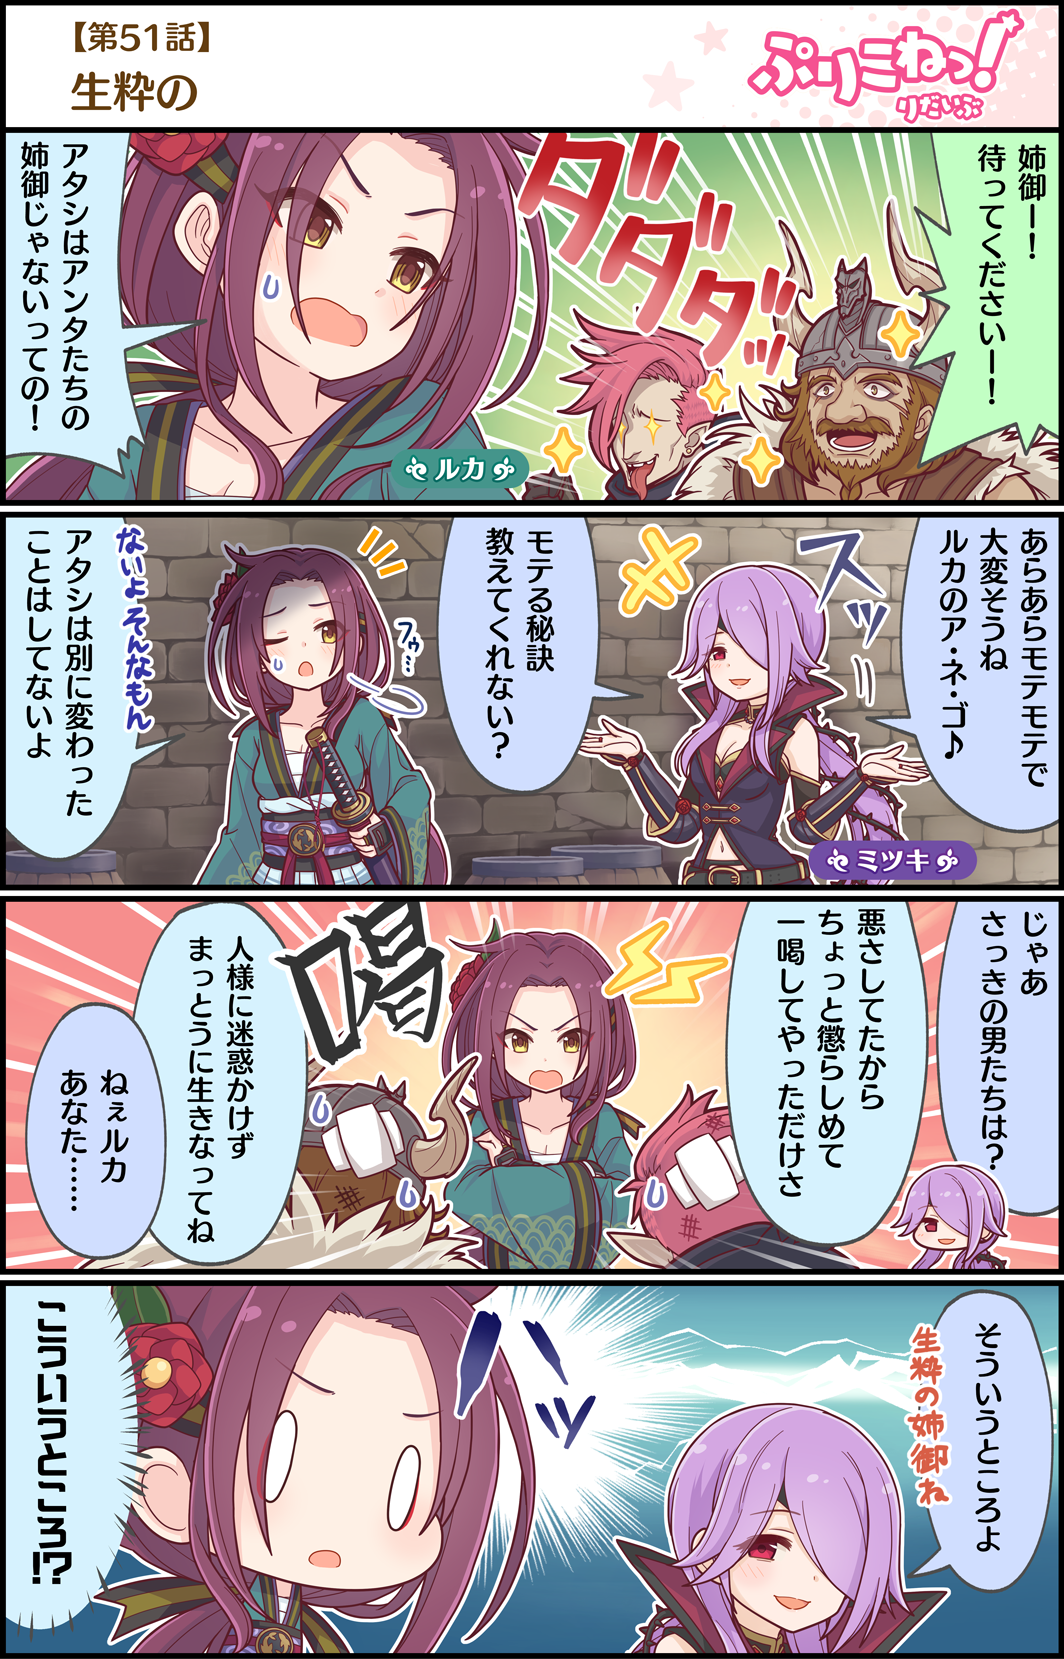 【第51話】
生粋の
ぷりこねっ！
りだいぶ
姉御ー！
待ってくださいー！
ダダダダダッ
アタシはアンタたちの
姉御じゃないっての！
ルカ
あらあらモテモテで
大変そうね
ルカのア・ネ・ゴ♪
スッ
ミツキ
モテる秘訣
教えてくれない？
フゥ…
ないよそんなもん
アタシは別に変わった
ことはしてないよ
じゃあ
さっきの男たちは？
悪さしてたから
ちょっと懲らしめて
一喝してやっただけさ
喝
人様に迷惑かけず
まっとうに生きなってね
ねぇルカ
あなた……
そういうところよ
生粋の姉御ね
ハッ
こういうところ！？